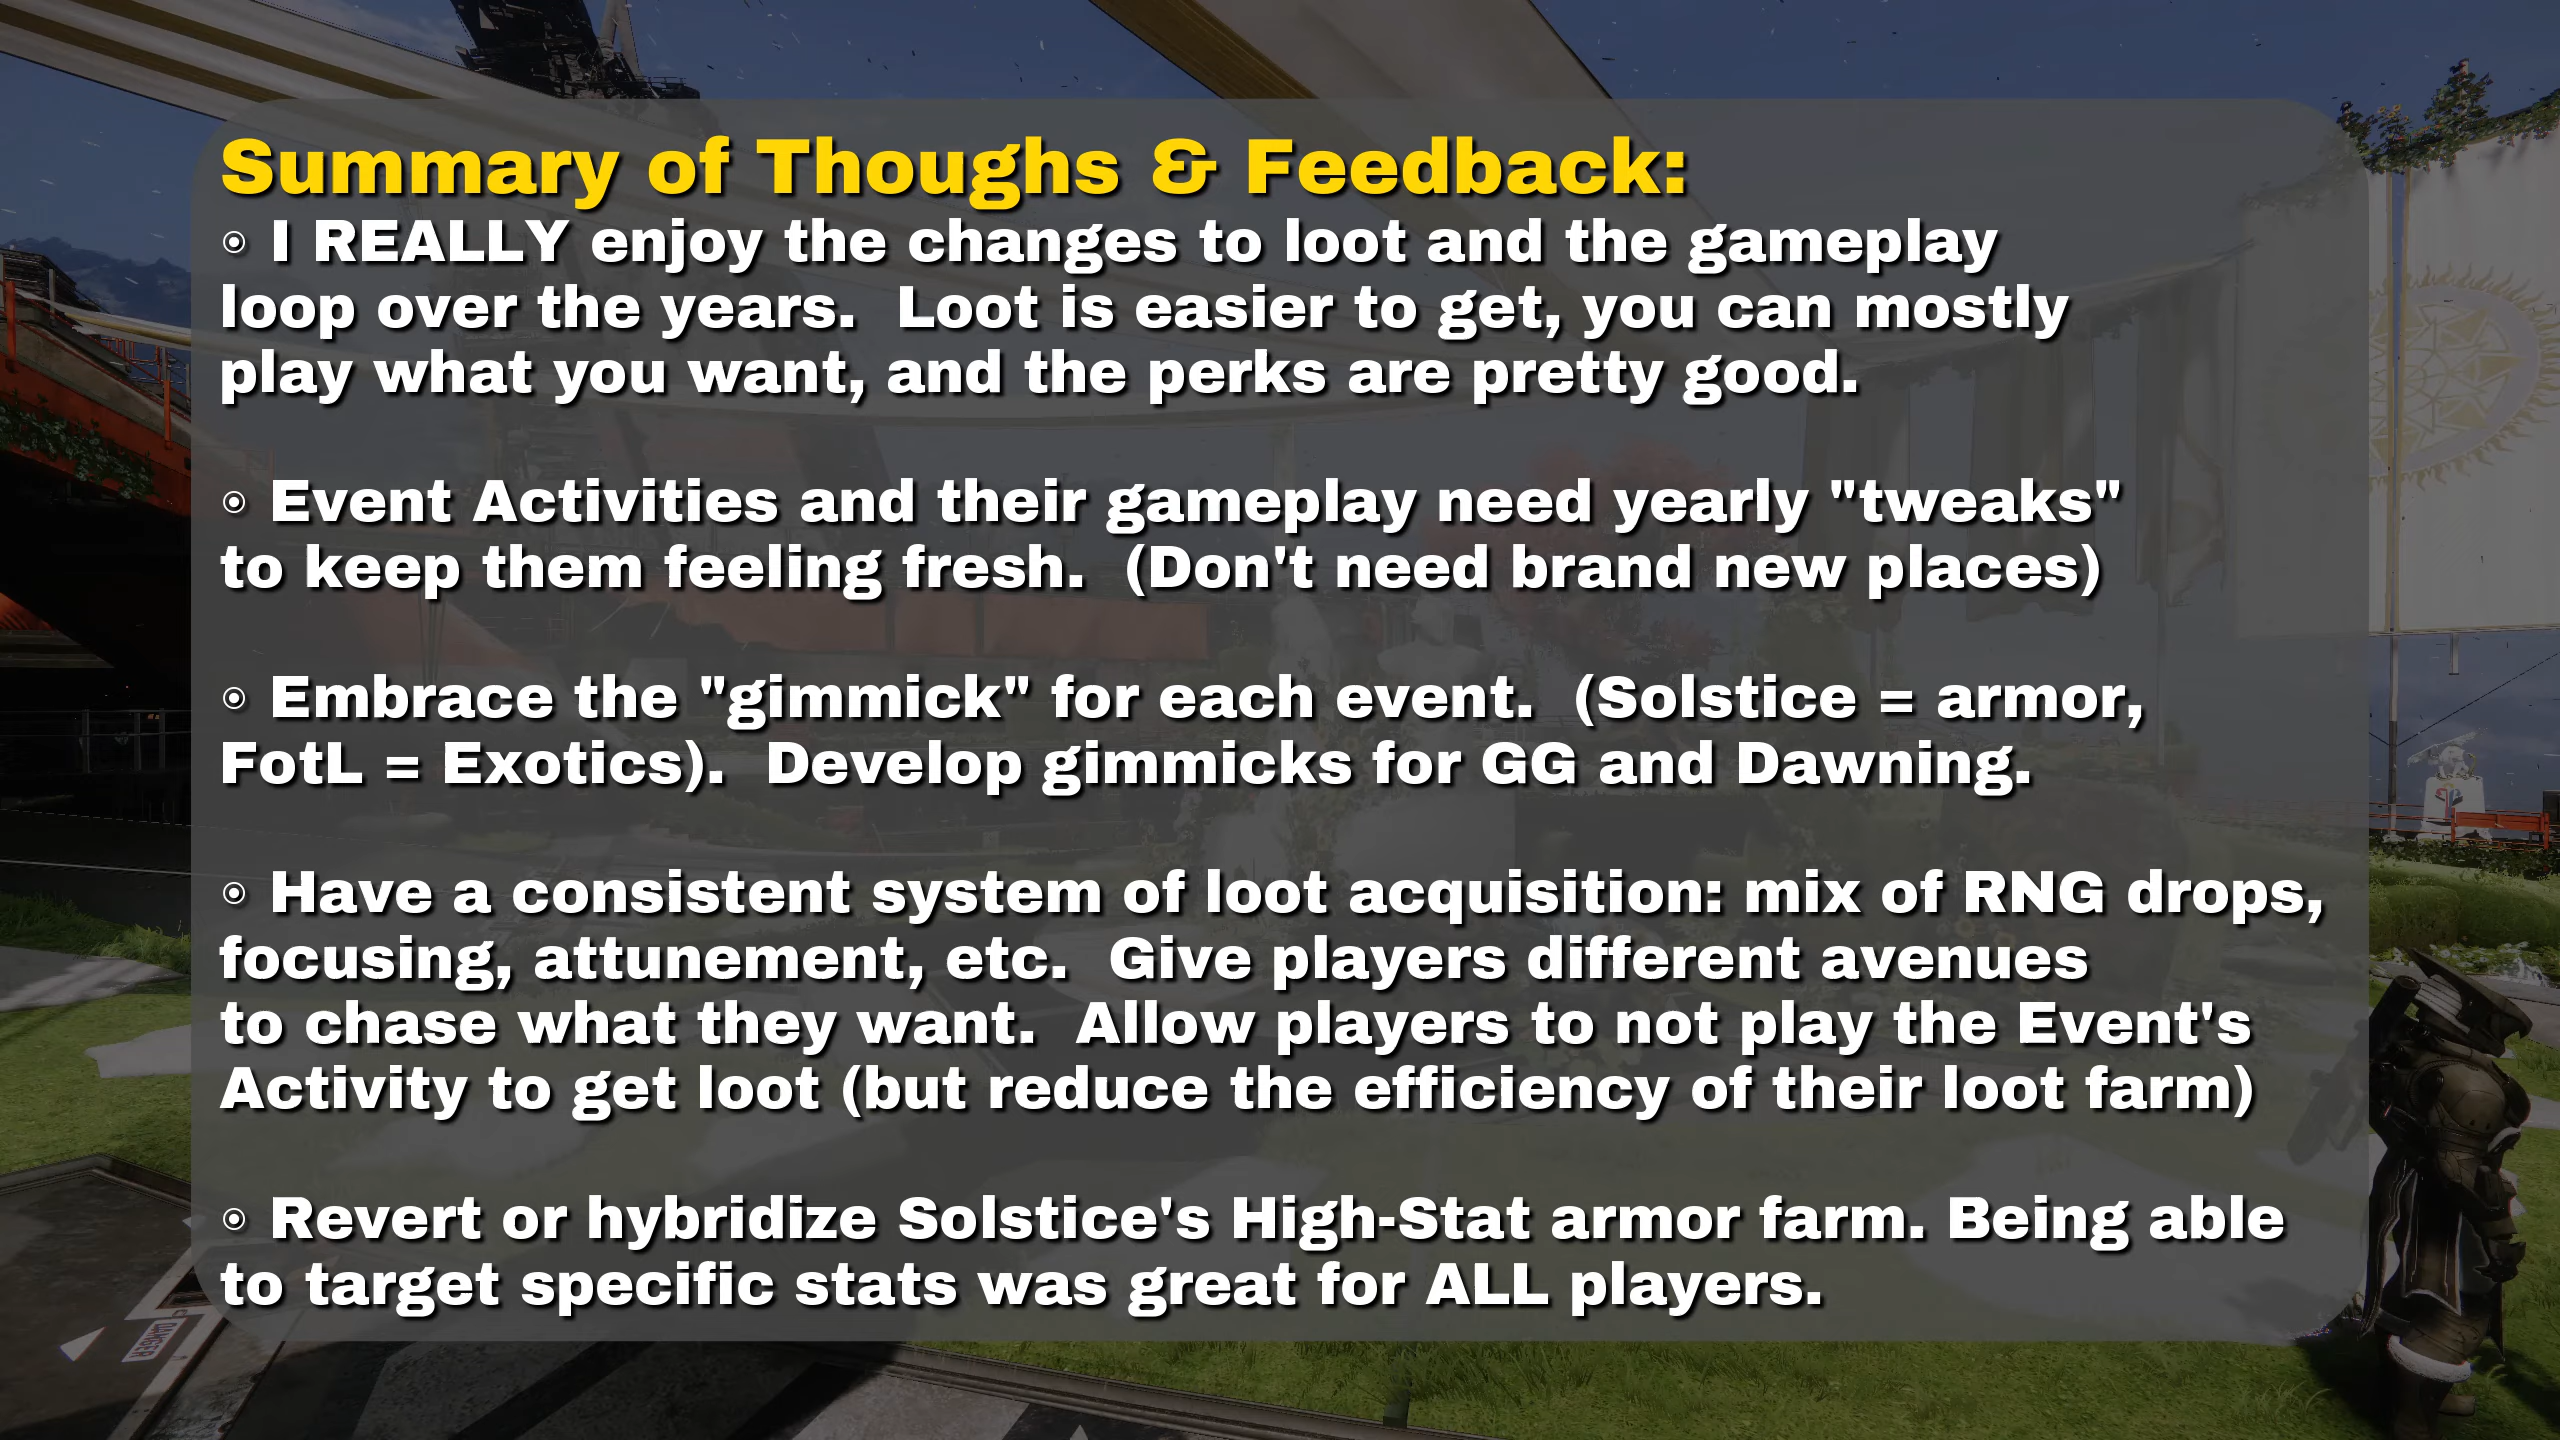 Summary of Thoughs & Feedback:
◉ I REALLY enjoy the changes to loot and the gameplay
loop over the years.  Loot is easier to get, you can mostly
play what you want, and the perks are pretty good.
◉ Event Activities and their gameplay need yearly "tweaks"
to keep them feeling fresh.  (Don't need brand new places)
◉ Embrace the "gimmick" for each event.  (Solstice = armor,
FotL = Exotics).  Develop gimmicks for GG and Dawning.
◉ Have a consistent system of loot acquisition: mix of RNG drops,
focusing, attunement, etc.  Give players different avenues
to chase what they want.  Allow players to not play the Event's
Activity to get loot (but reduce the efficiency of their loot farm)
◉ Revert or hybridize Solstice's High-Stat armor farm. Being able
to target specific stats was great for ALL players.
DANGER